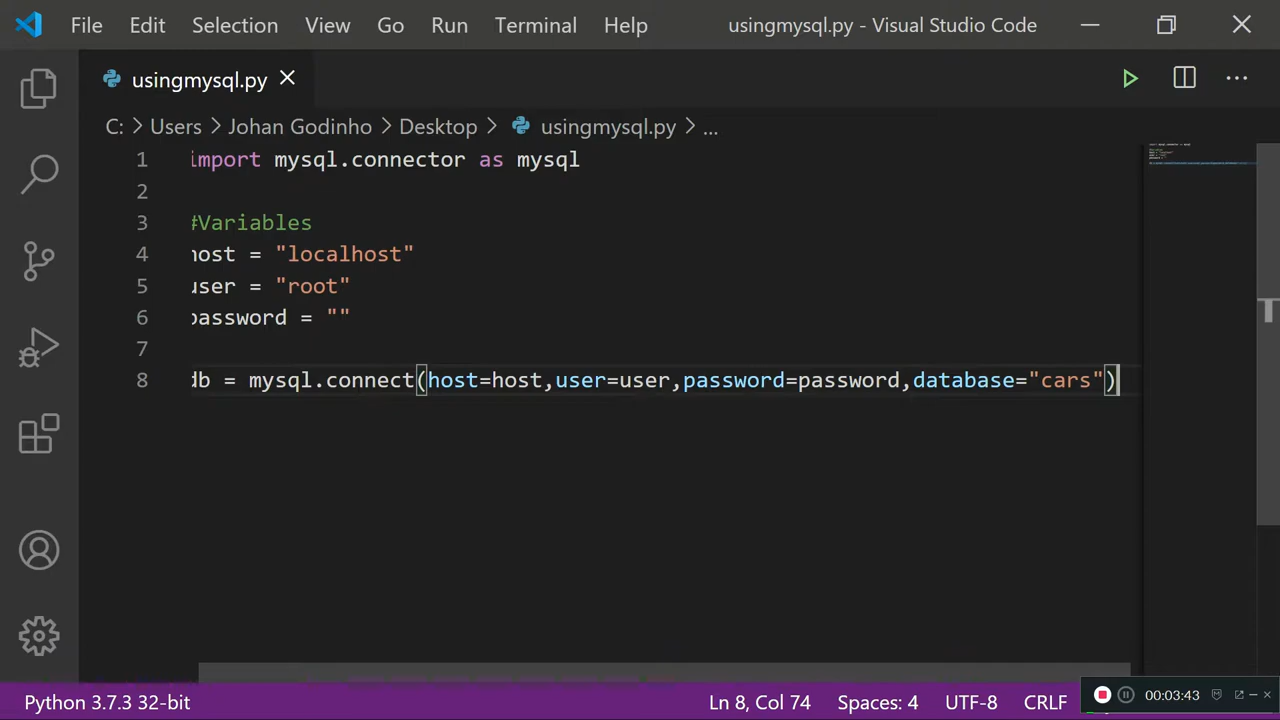 File Edit Selection View Go Run Terminal Help usingmysql.py - Visual Studio Code
usingmysql.py
C: > Users > Johan Godinho > Desktop > usingmysql.py > ...
1 import mysql.connector as mysql
2
3 #Variables
4 host = "localhost"
5 user = "root"
6 password = ""
7
8 db = mysql.connect(host=host,user=user,password=password,database="cars")
Python 3.7.3 32-bit Ln 8, Col 74 Spaces: 4 UTF-8 CRLF 00:03:43